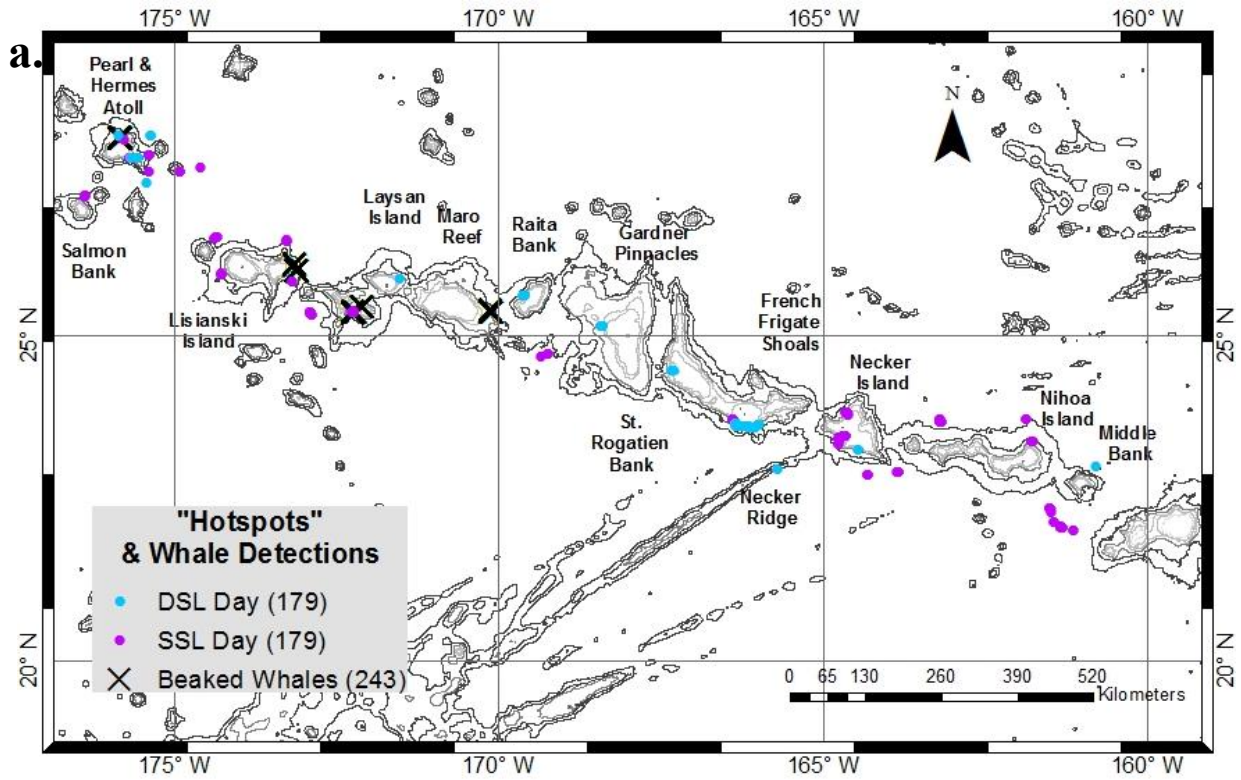 175° W
170° W
165° W
160° W
a.
Pearl &
Hermes
Atoll
N
Laysan
Island
Maro
Reef
Raita
Bank
Gardner
Pinnacles
Salmon
Bank
French
Frigate
Shoals
25° N
25° N
Lisianski
Island
Necker
Island
Nihoa
Island
Middle
Bank
St.
Rogatien
Bank
Necker
Ridge
"Hotspots"
& Whale Detections
DSL Day (179)
SSL Day (179)
Beaked Whales (243)
20° N
20° N
0 65 130 260 390 520
Kilometers
175° W
170° W
165° W
160° W